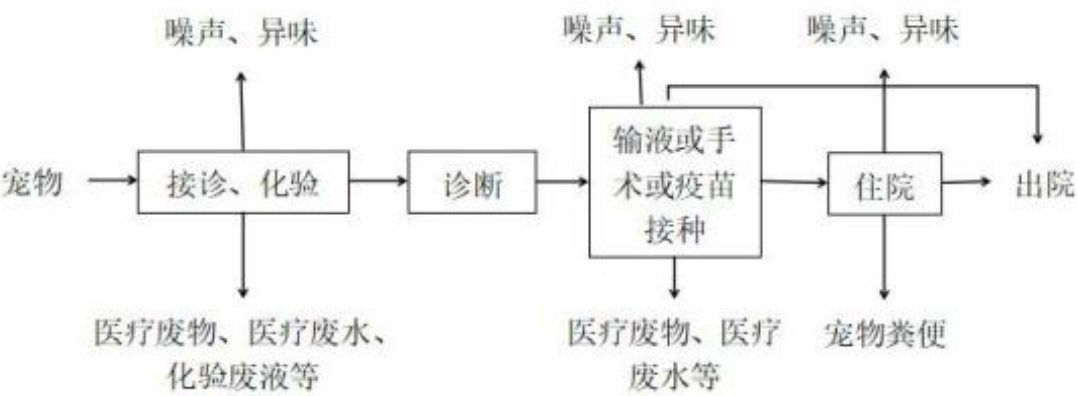 噪声、异味
噪声、异味
噪声、异味
宠物
接诊、化验
诊断
输液或手
术或疫苗
接种
住院
出院
医疗废物、医疗废水、
化验废液等
医疗废物、医疗
废水等
宠物粪便